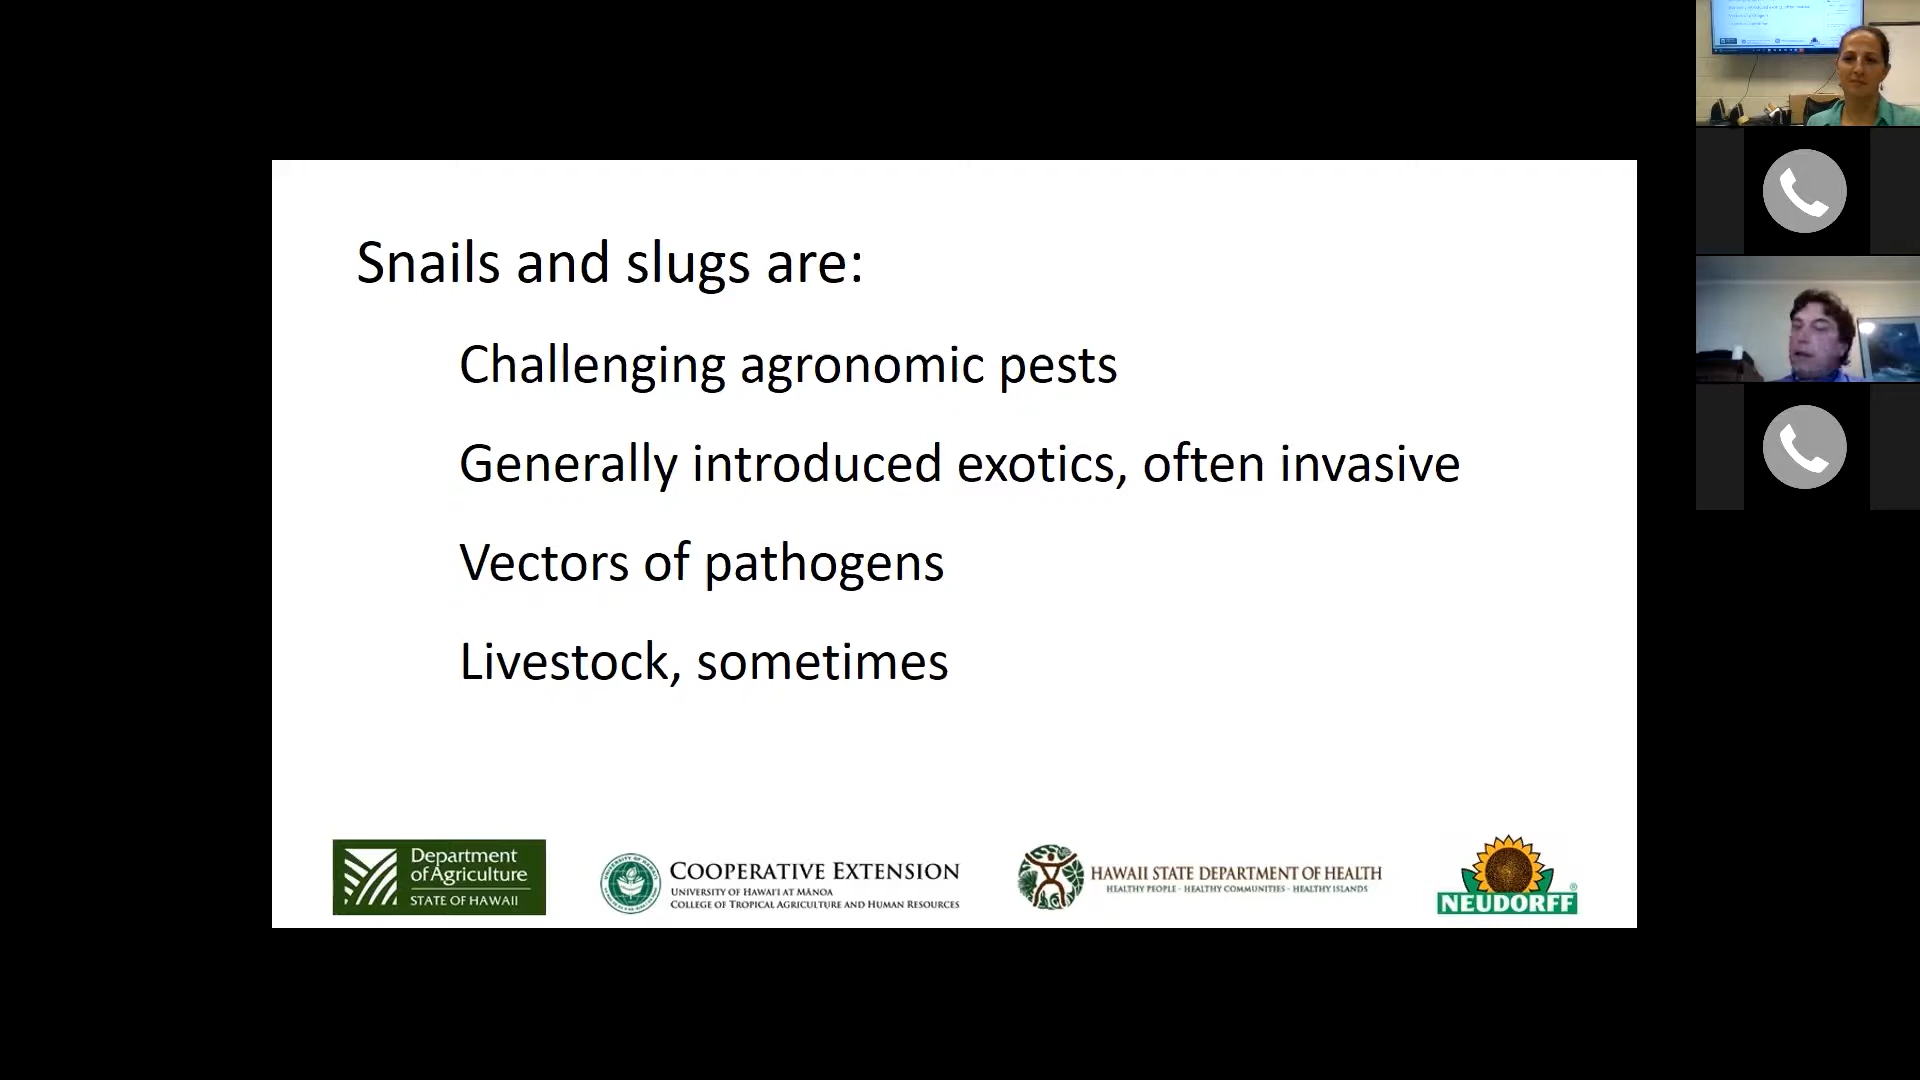 Snails and slugs are:
Challenging agronomic pests
Generally introduced exotics, often invasive
Vectors of pathogens
Livestock, sometimes
Department
of Agriculture
STATE OF HAWAII
COOPERATIVE EXTENSION
UNIVERSITY OF HAWAI'I AT MĀNOA
COLLEGE OF TROPICAL AGRICULTURE AND HUMAN RESOURCES
HAWAII STATE DEPARTMENT OF HEALTH
HEALTHY PEOPLE - HEALTHY COMMUNITIES - HEALTHY ISLANDS
NEUDORFF®